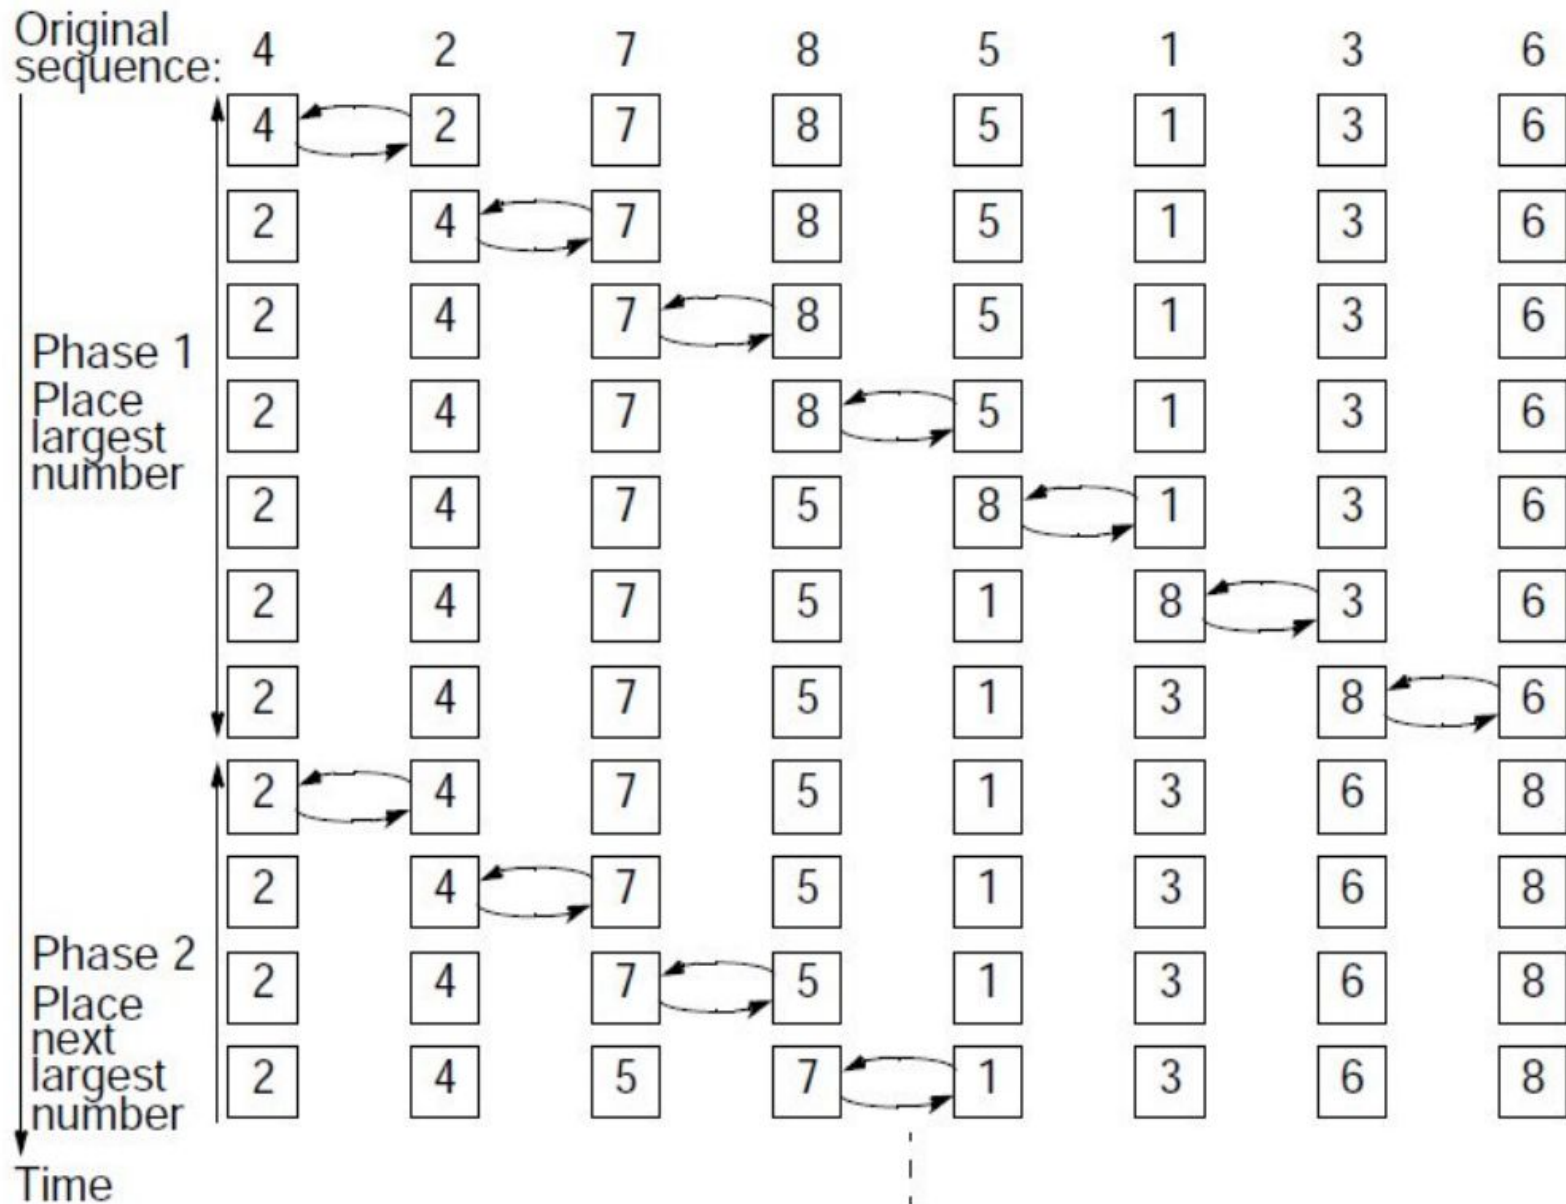 Original
sequence: 4 2 7 8 5 1 3 6
4 2 7 8 5 1 3 6
2 4 7 8 5 1 3 6
2 4 7 8 5 1 3 6
Phase 1
Place
largest
number
2 4 7 8 5 1 3 6
2 4 7 5 8 1 3 6
2 4 7 5 1 8 3 6
2 4 7 5 1 3 8 6
2 4 7 5 1 3 6 8
2 4 7 5 1 3 6 8
Phase 2
Place
next
largest
number
2 4 7 5 1 3 6 8
2 4 5 7 1 3 6 8
Time